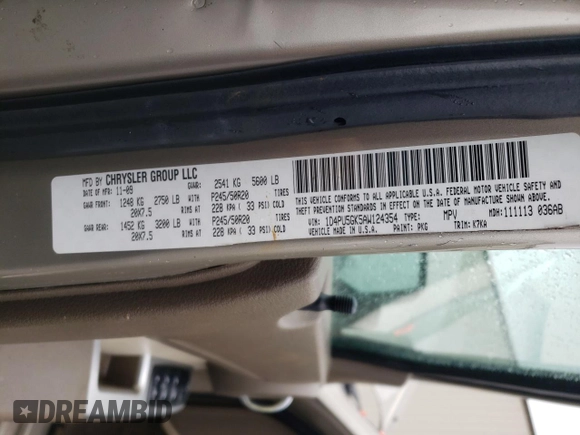 MFD BY CHRYSLER GROUP LLC
DATE OF MFR: 11-09 GVWR: 2541 KG 5600 LB
GAWR FRONT: 1248 KG 2750 LB P245/50R20 TIRES
20X7.5 RIMS AT 228 KPA ( 33 PSI) COLD
GAWR REAR: 1452 KG 3200 LB P245/50R20 TIRES
20X7.5 RIMS AT 228 KPA ( 33 PSI) COLD
THIS VEHICLE CONFORMS TO ALL APPLICABLE U.S.A. FEDERAL MOTOR VEHICLE SAFETY AND
THEFT PREVENTION STANDARDS IN EFFECT ON THE DATE OF MANUFACTURE SHOWN ABOVE.
VIN: 1D4PU5GK5AW124354 TYPE: MPV MDH: 111113 036AB
VEHICLE MADE IN U.S.A. PAINT: PKG TRIM: K7KA
DREAMBID